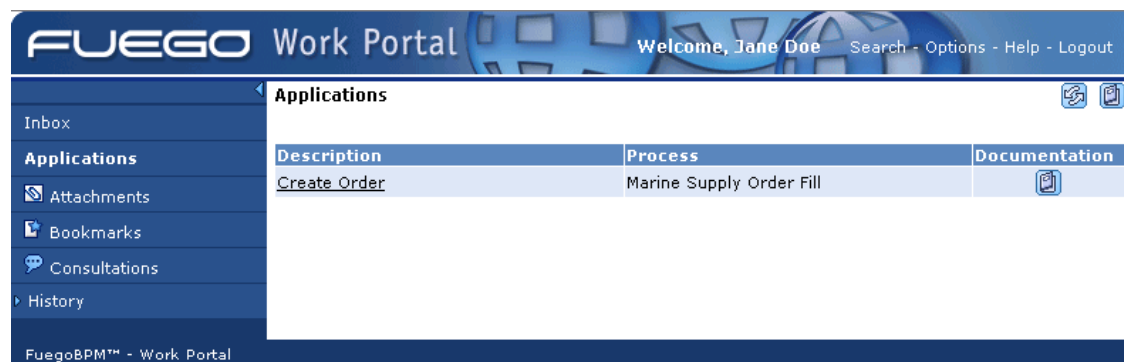 FUEGO Work Portal Welcome, Jane Doe Search - Options - Help - Logout
Applications
Inbox
Applications
Attachments
Bookmarks
Consultations
History
Description Process Documentation
Create Order Marine Supply Order Fill
FuegoBPM™ - Work Portal